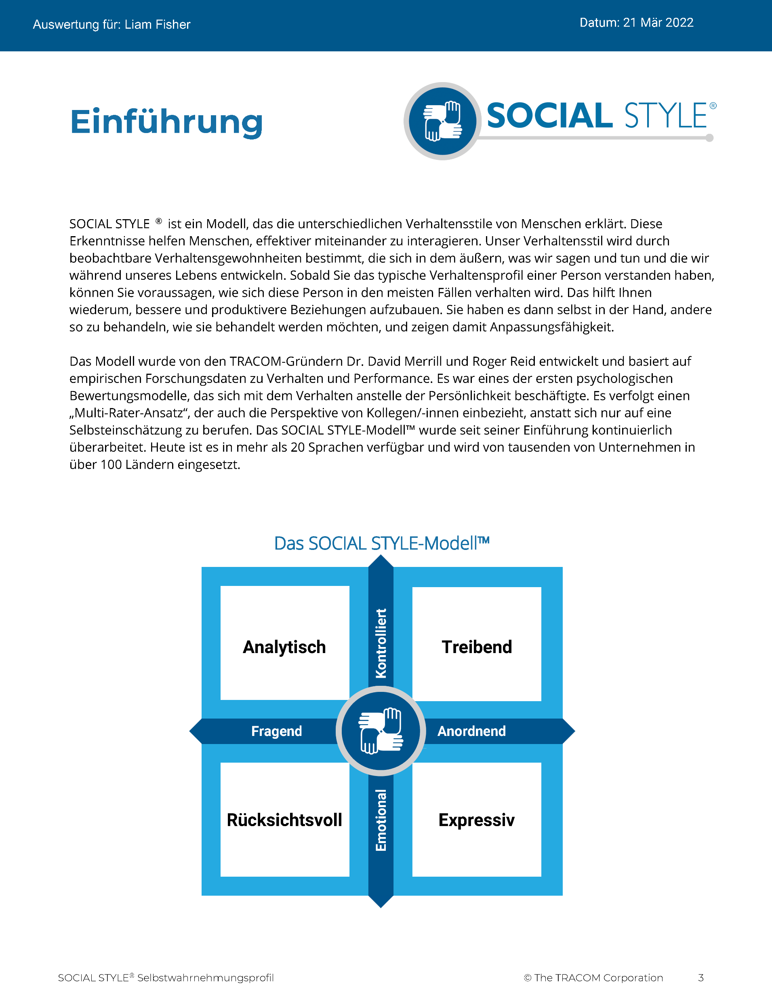 Auswertung für: Liam Fisher
Datum: 21 Mär 2022
Einführung
SOCIAL STYLE®
SOCIAL STYLE ® ist ein Modell, das die unterschiedlichen Verhaltensstile von Menschen erklärt. Diese
Erkenntnisse helfen Menschen, effektiver miteinander zu interagieren. Unser Verhaltensstil wird durch
beobachtbare Verhaltensgewohnheiten bestimmt, die sich in dem äußern, was wir sagen und tun und die wir
während unseres Lebens entwickeln. Sobald Sie das typische Verhaltensprofil einer Person verstanden haben,
können Sie voraussagen, wie sich diese Person in den meisten Fällen verhalten wird. Das hilft Ihnen
wiederum, bessere und produktivere Beziehungen aufzubauen. Sie haben es dann selbst in der Hand, andere
so zu behandeln, wie sie behandelt werden möchten, und zeigen damit Anpassungsfähigkeit.
Das Modell wurde von den TRACOM-Gründern Dr. David Merrill und Roger Reid entwickelt und basiert auf
empirischen Forschungsdaten zu Verhalten und Performance. Es war eines der ersten psychologischen
Bewertungsmodelle, das sich mit dem Verhalten anstelle der Persönlichkeit beschäftigte. Es verfolgt einen
„Multi-Rater-Ansatz“, der auch die Perspektive von Kollegen/-innen einbezieht, anstatt sich nur auf eine
Selbsteinschätzung zu berufen. Das SOCIAL STYLE-Modell™ wurde seit seiner Einführung kontinuierlich
überarbeitet. Heute ist es in mehr als 20 Sprachen verfügbar und wird von tausenden von Unternehmen in
über 100 Ländern eingesetzt.
Das SOCIAL STYLE-Modell™
Kontrolliert
Analytisch
Treibend
Fragend
Anordnend
Rücksichtsvoll
Emotional
Expressiv
SOCIAL STYLE® Selbstwahrnehmungsprofil
© The TRACOM Corporation
3